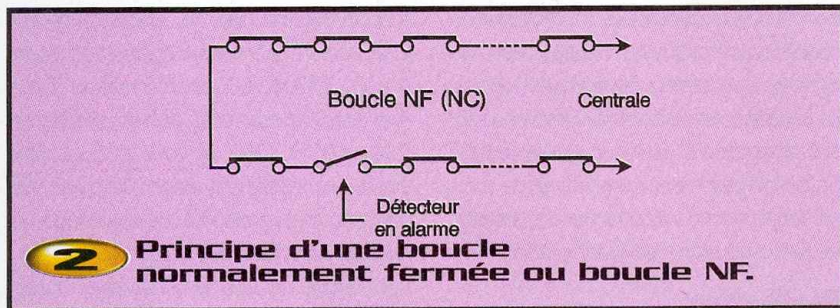 Boucle NF (NC)
Centrale
Détecteur
en alarme
2
Principe d'une boucle
normalement fermée ou boucle NF.